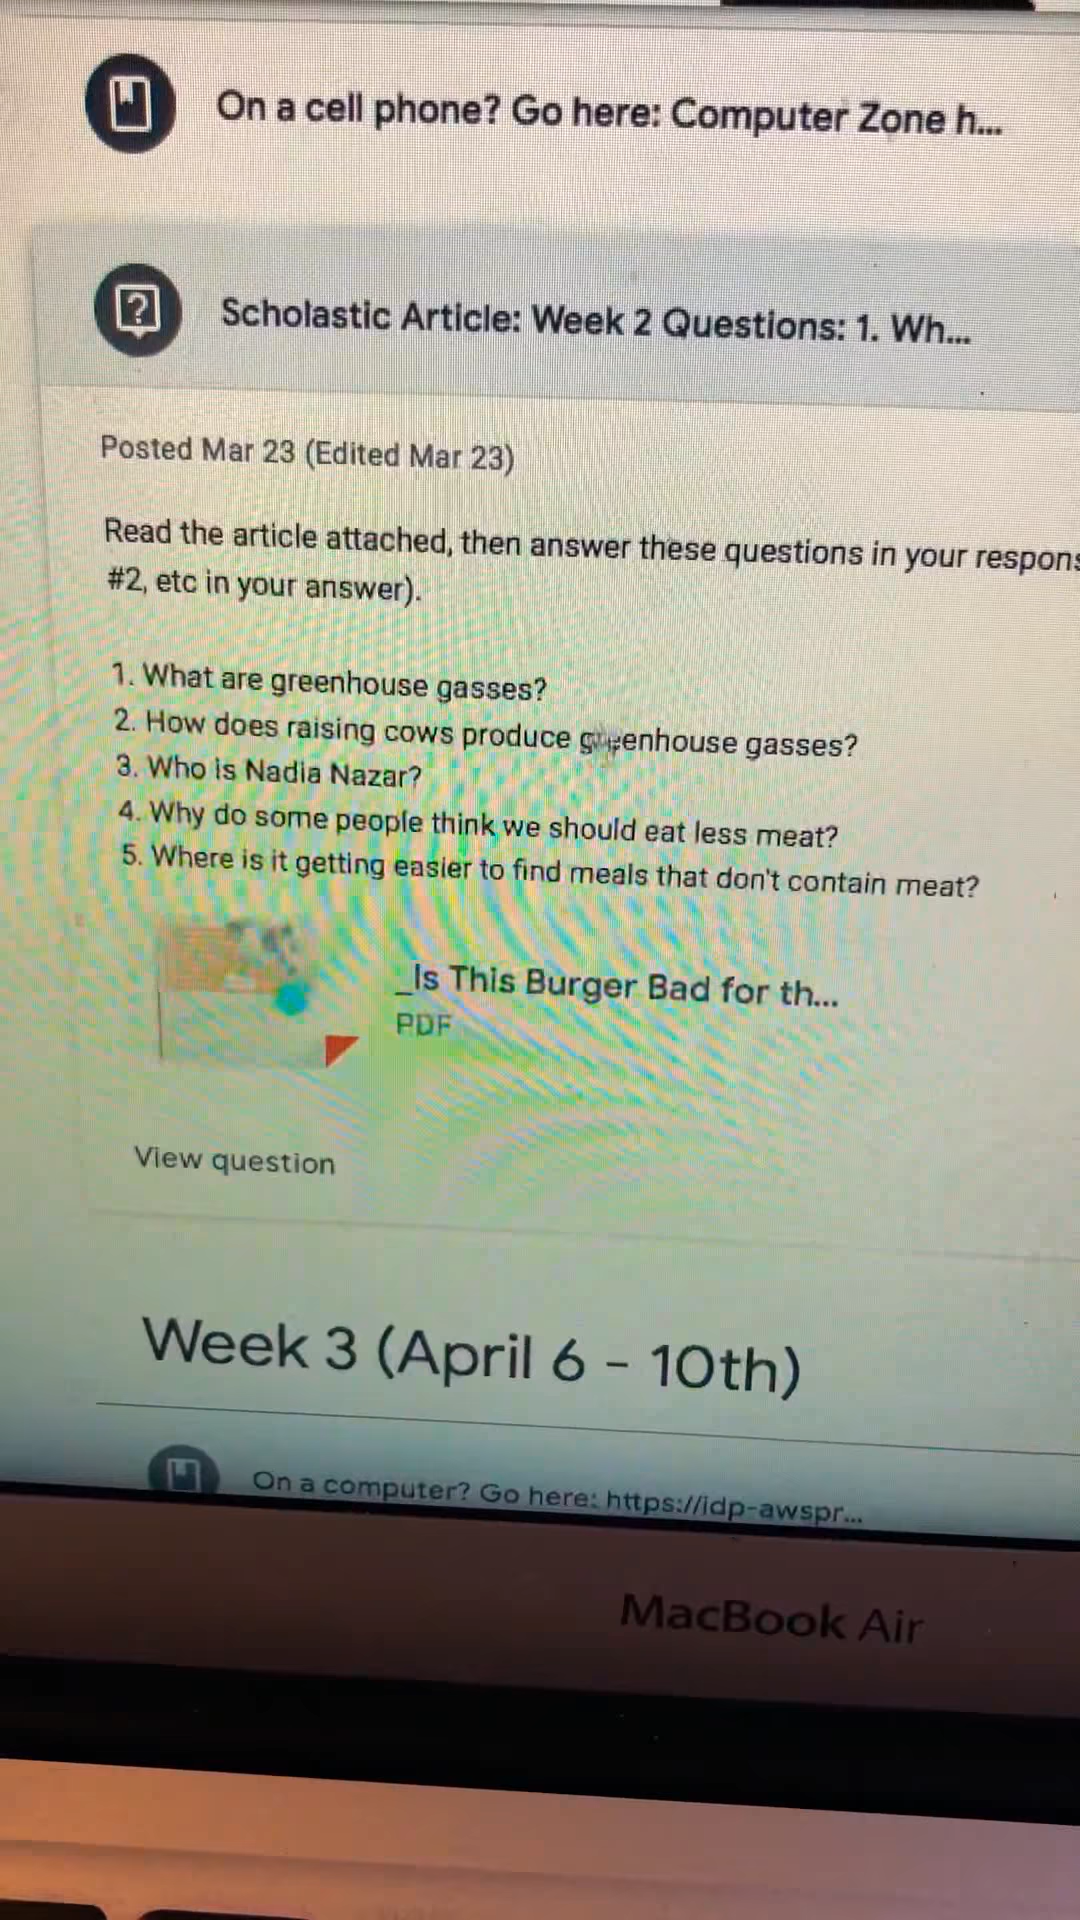 On a cell phone? Go here: Computer Zone h...
Scholastic Article: Week 2 Questions: 1. Wh...
Posted Mar 23 (Edited Mar 23)
Read the article attached, then answer these questions in your respons
#2, etc in your answer).
1. What are greenhouse gasses?
2. How does raising cows produce greenhouse gasses?
3. Who is Nadia Nazar?
4. Why do some people think we should eat less meat?
5. Where is it getting easier to find meals that don't contain meat?
_Is This Burger Bad for th...
PDF
View question
Week 3 (April 6 - 10th)
On a computer? Go here: https://idp-awspr...
MacBook Air